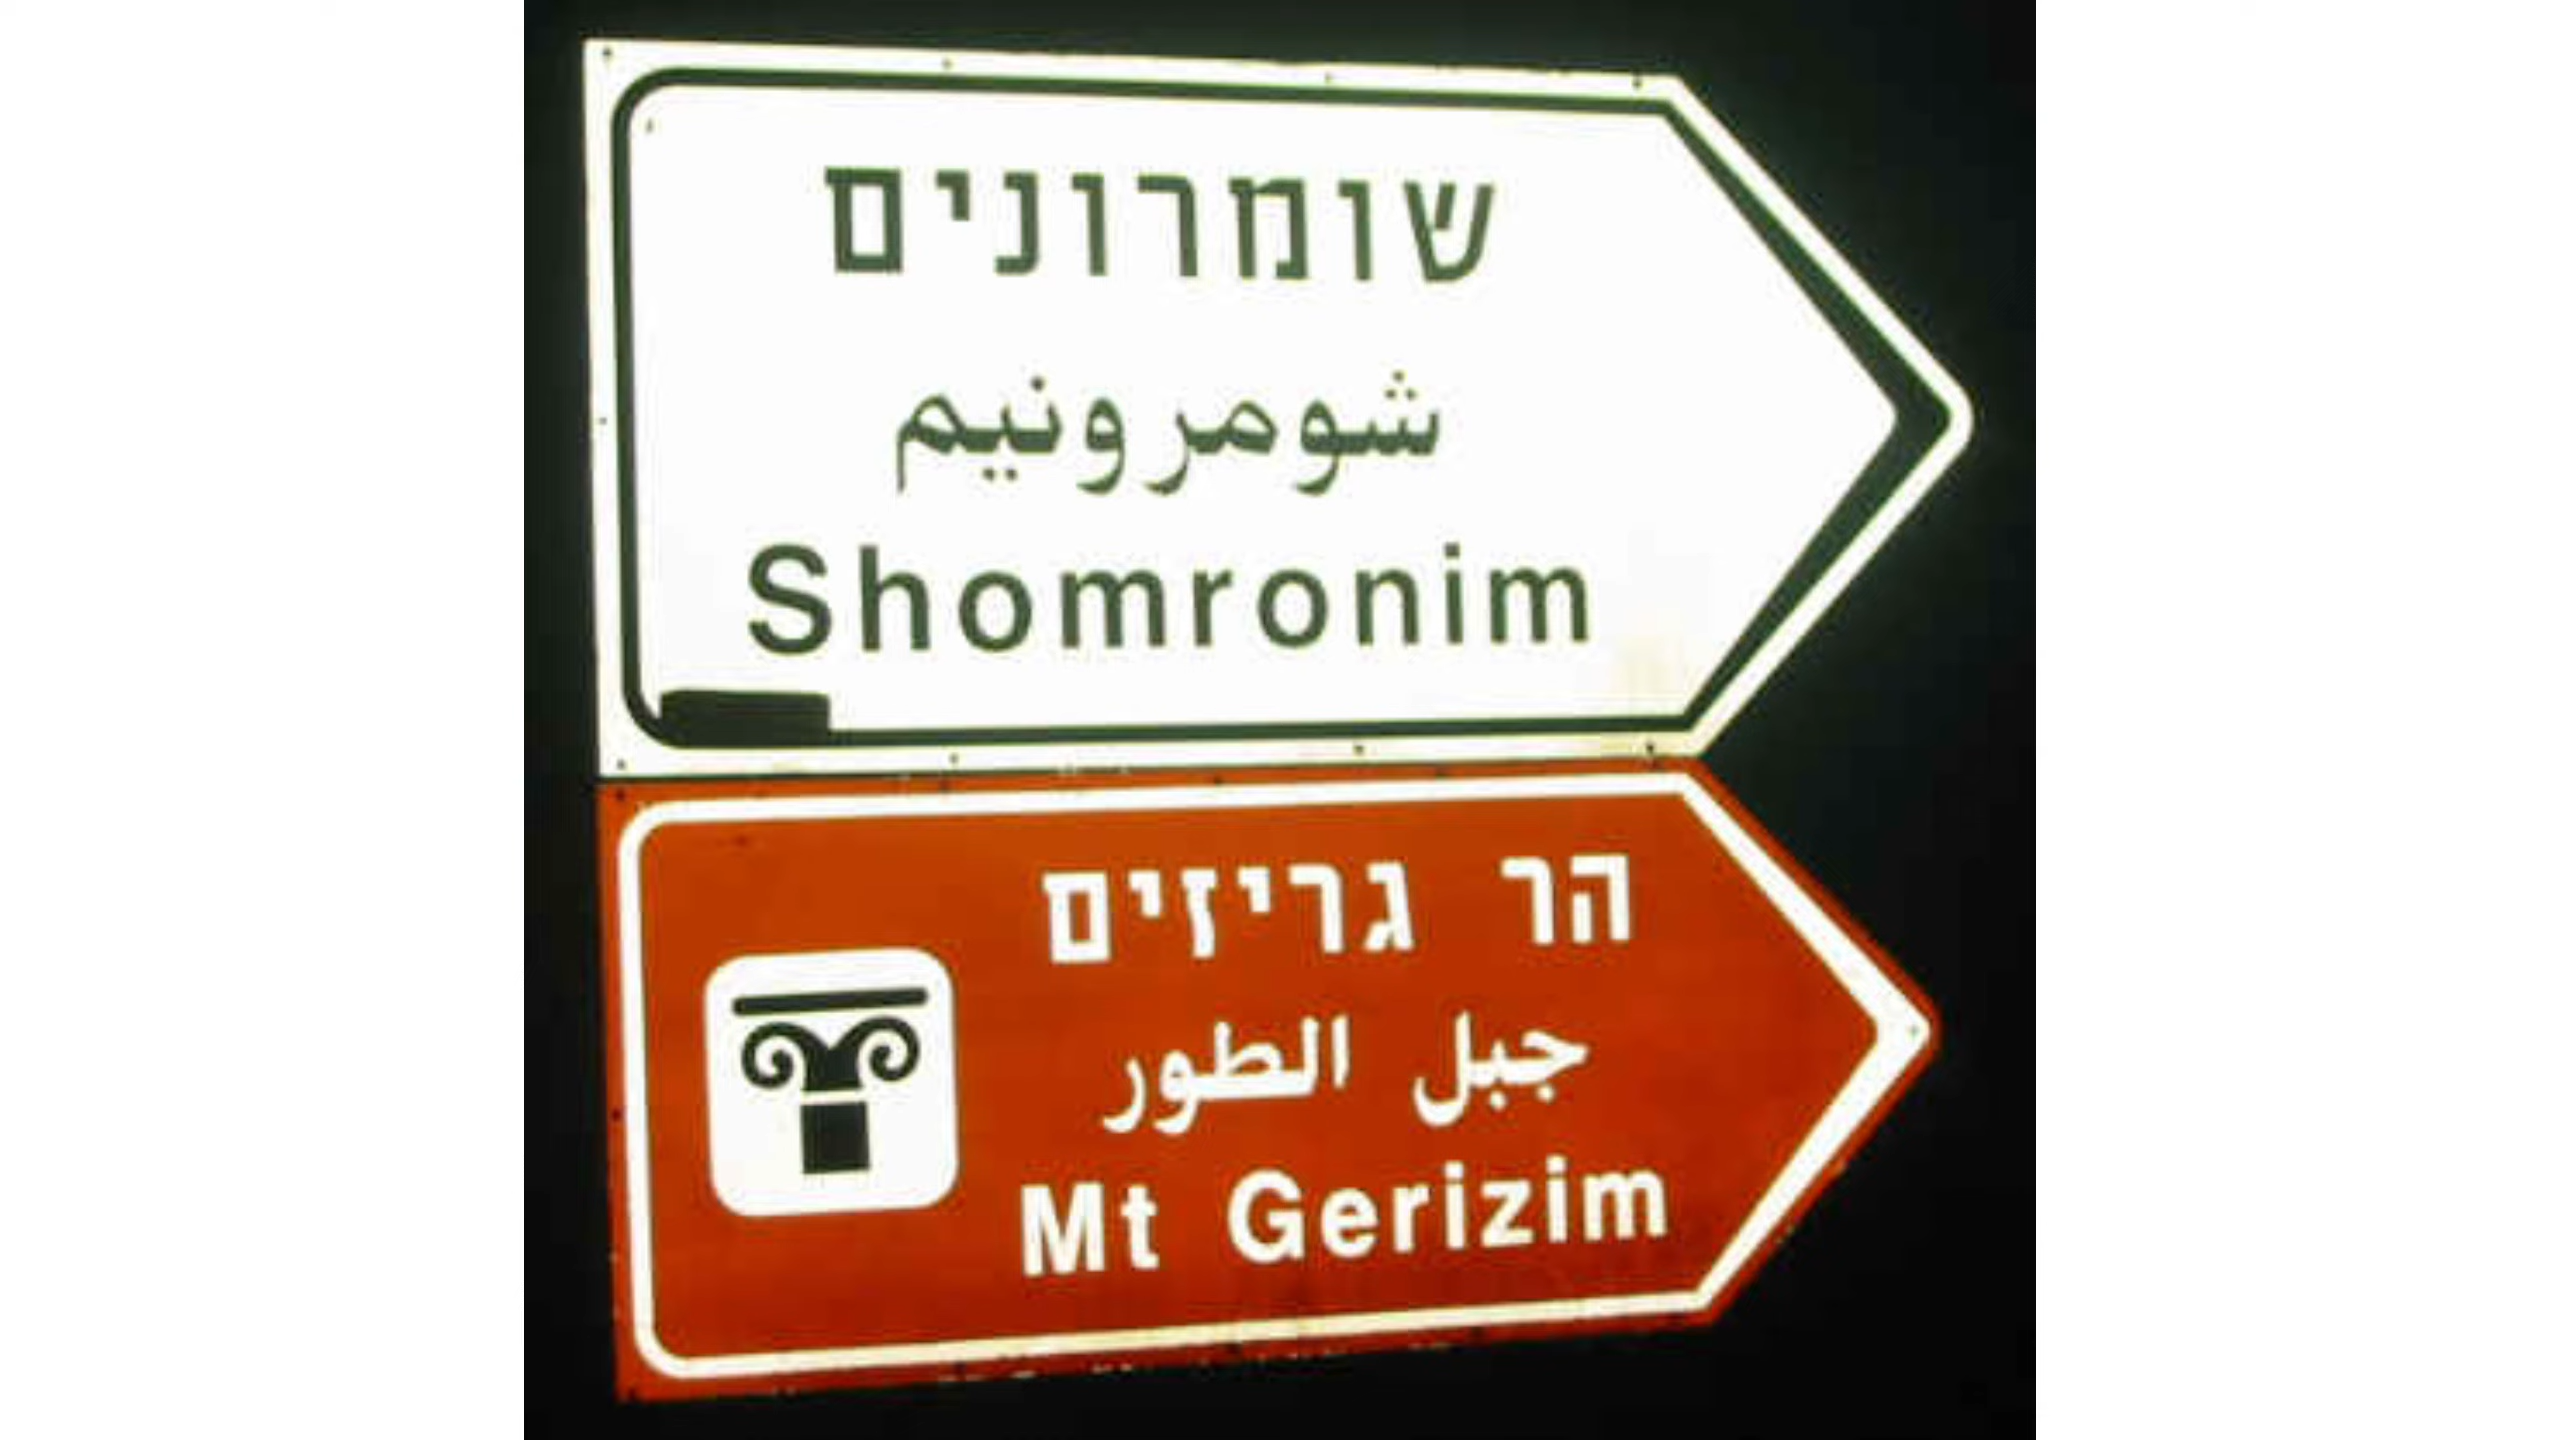 שומרונים
شومرونيم
Shomronim
הר גריזים
جبل الطور
Mt Gerizim